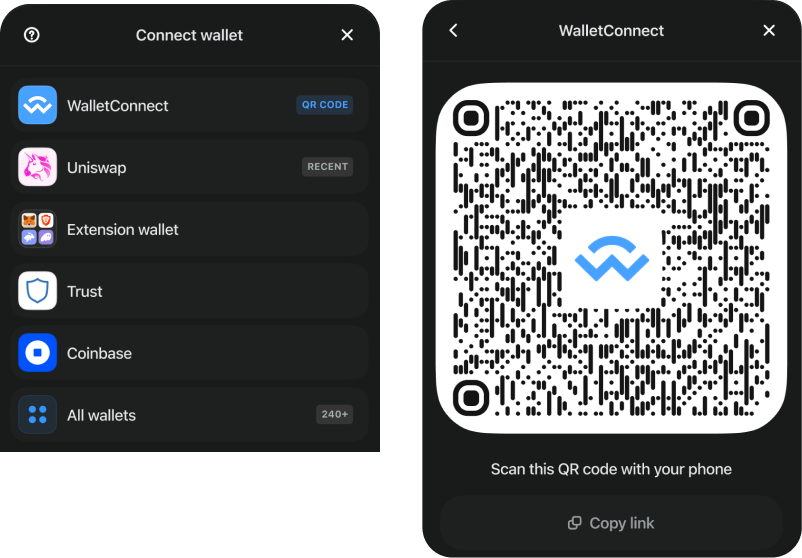 Connect wallet
WalletConnect
QR CODE
Uniswap
RECENT
Extension wallet
Trust
Coinbase
All wallets
240+
WalletConnect
Scan this QR code with your phone
Copy link